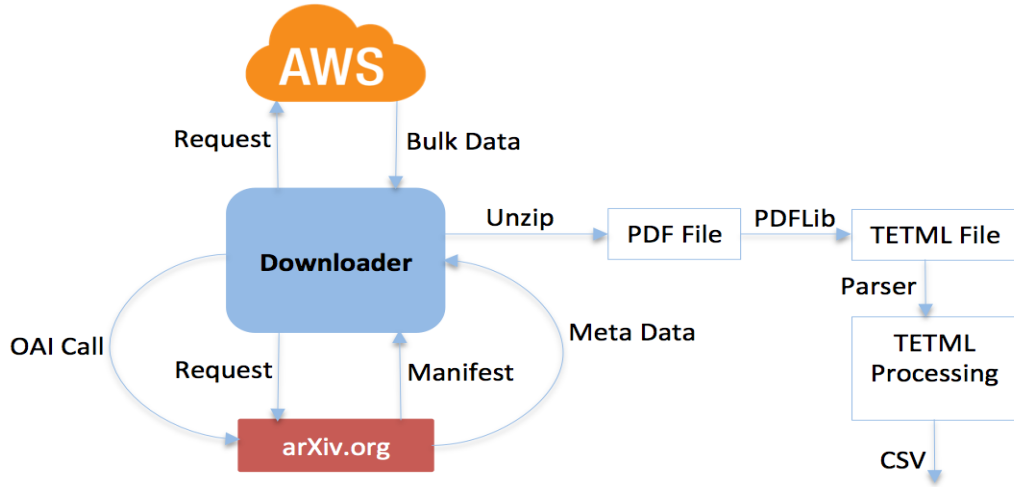 AWS
Request
Bulk Data
Unzip
PDF File
PDFLib
TETML File
Downloader
Parser
OAI Call
Request
Manifest
Meta Data
TETML
Processing
arXiv.org
CSV